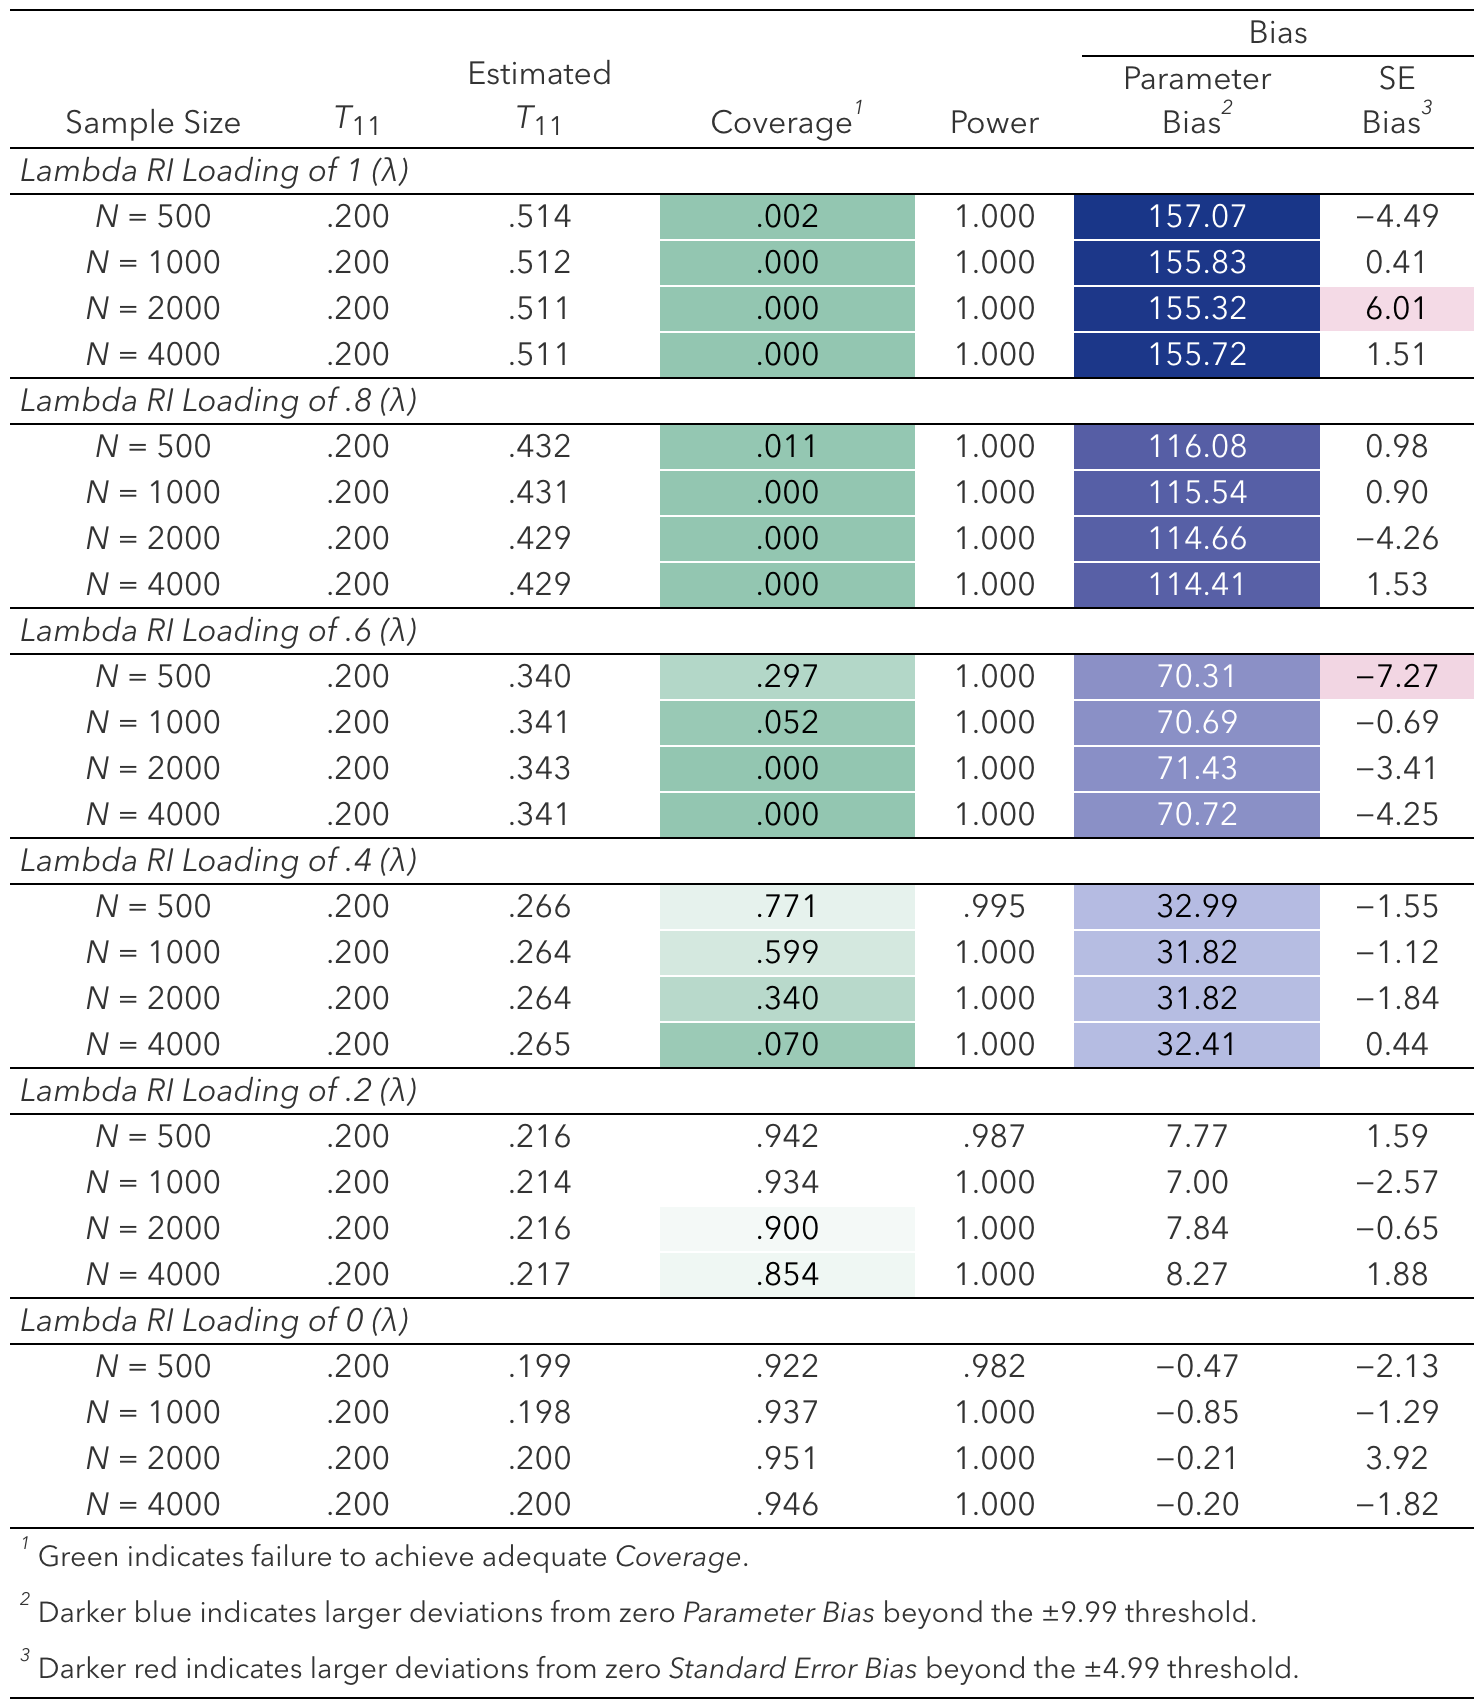 Bias
Estimated Parameter SE
Sample Size T11 T11 Coverage1 Power Bias2 Bias3
Lambda RI Loading of 1 (λ)
N = 500 .200 .514 .002 1.000 157.07 −4.49
N = 1000 .200 .512 .000 1.000 155.83 0.41
N = 2000 .200 .511 .000 1.000 155.32 6.01
N = 4000 .200 .511 .000 1.000 155.72 1.51
Lambda RI Loading of .8 (λ)
N = 500 .200 .432 .011 1.000 116.08 0.98
N = 1000 .200 .431 .000 1.000 115.54 0.90
N = 2000 .200 .429 .000 1.000 114.66 −4.26
N = 4000 .200 .429 .000 1.000 114.41 1.53
Lambda RI Loading of .6 (λ)
N = 500 .200 .340 .297 1.000 70.31 −7.27
N = 1000 .200 .341 .052 1.000 70.69 −0.69
N = 2000 .200 .343 .000 1.000 71.43 −3.41
N = 4000 .200 .341 .000 1.000 70.72 −4.25
Lambda RI Loading of .4 (λ)
N = 500 .200 .266 .771 .995 32.99 −1.55
N = 1000 .200 .264 .599 1.000 31.82 −1.12
N = 2000 .200 .264 .340 1.000 31.82 −1.84
N = 4000 .200 .265 .070 1.000 32.41 0.44
Lambda RI Loading of .2 (λ)
N = 500 .200 .216 .942 .987 7.77 1.59
N = 1000 .200 .214 .934 1.000 7.00 −2.57
N = 2000 .200 .216 .900 1.000 7.84 −0.65
N = 4000 .200 .217 .854 1.000 8.27 1.88
Lambda RI Loading of 0 (λ)
N = 500 .200 .199 .922 .982 −0.47 −2.13
N = 1000 .200 .198 .937 1.000 −0.85 −1.29
N = 2000 .200 .200 .951 1.000 −0.21 3.92
N = 4000 .200 .200 .946 1.000 −0.20 −1.82
1 Green indicates failure to achieve adequate Coverage.
2 Darker blue indicates larger deviations from zero Parameter Bias beyond the ±9.99 threshold.
3 Darker red indicates larger deviations from zero Standard Error Bias beyond the ±4.99 threshold.